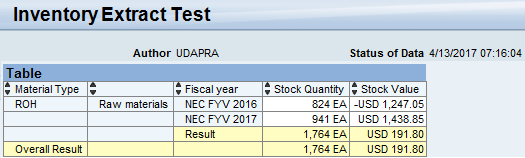 Inventory Extract Test
Author UDAPRA Status of Data 4/13/2017 07:16:04
Table
Material Type Fiscal year Stock Quantity Stock Value
ROH Raw materials NEC FYV 2016 824 EA -USD 1,247.05
NEC FYV 2017 941 EA USD 1,438.85
Result 1,764 EA USD 191.80
Overall Result 1,764 EA USD 191.80